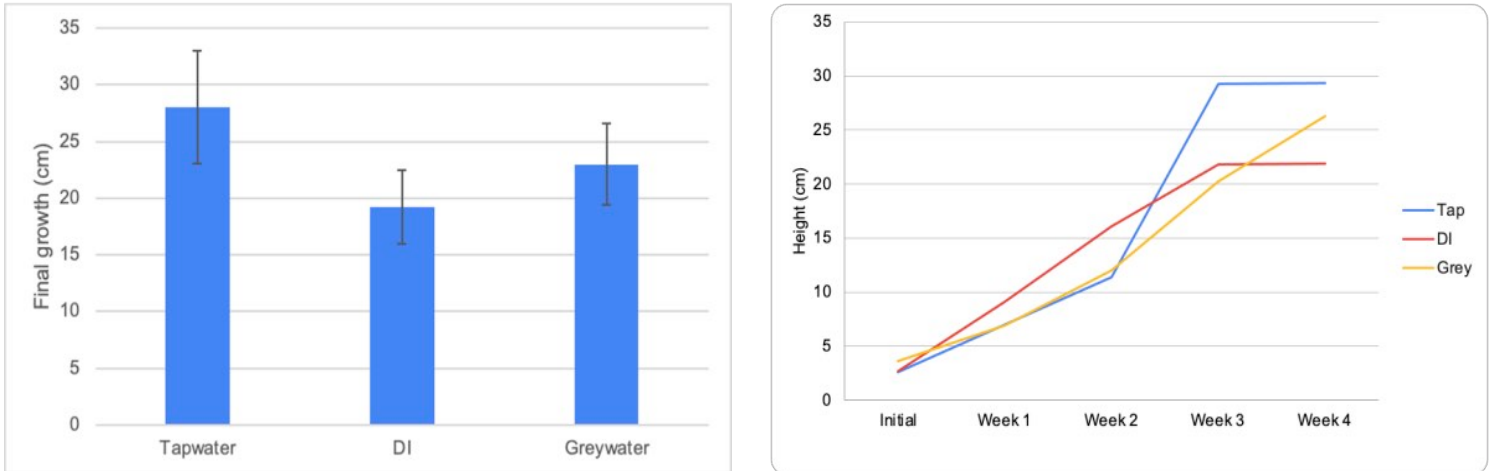 35
30
25
20
15
10
5
0
Final growth (cm)
Tapwater DI Greywater
35
30
25
20
15
10
5
0
Height (cm)
Initial Week 1 Week 2 Week 3 Week 4
Tap
DI
Grey